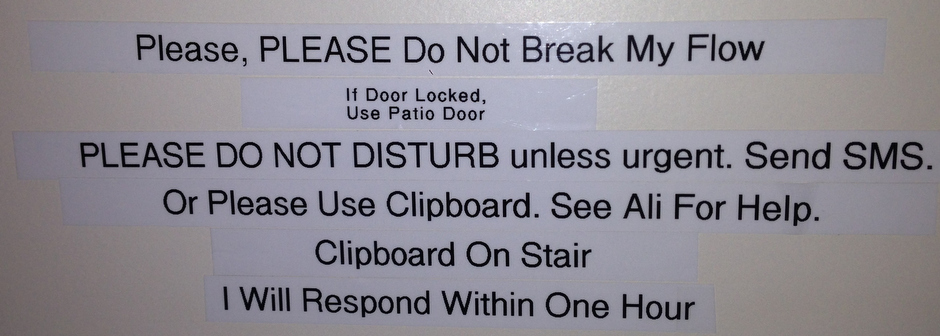 Please, PLEASE Do Not Break My Flow
If Door Locked,
Use Patio Door
PLEASE DO NOT DISTURB unless urgent. Send SMS.
Or Please Use Clipboard. See Ali For Help.
Clipboard On Stair
I Will Respond Within One Hour